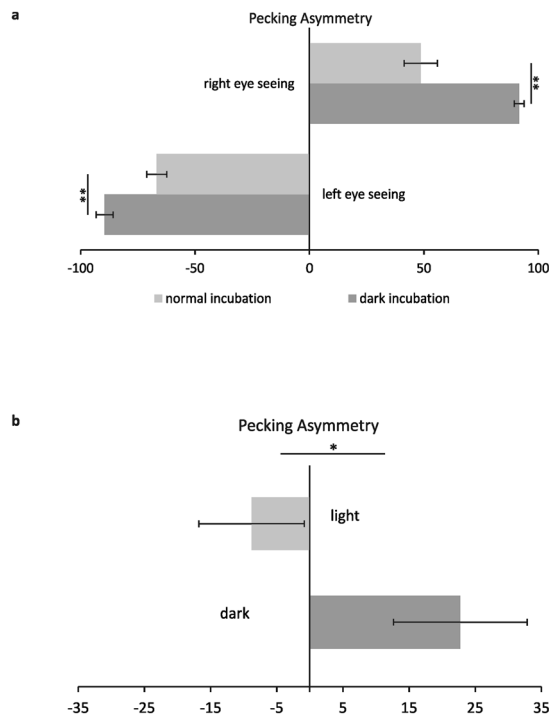 a
Pecking Asymmetry
right eye seeing
**
left eye seeing
**
-100 -50 0 50 100
normal incubation dark incubation
b
Pecking Asymmetry
*
light
dark
-35 -25 -15 -5 5 15 25 35